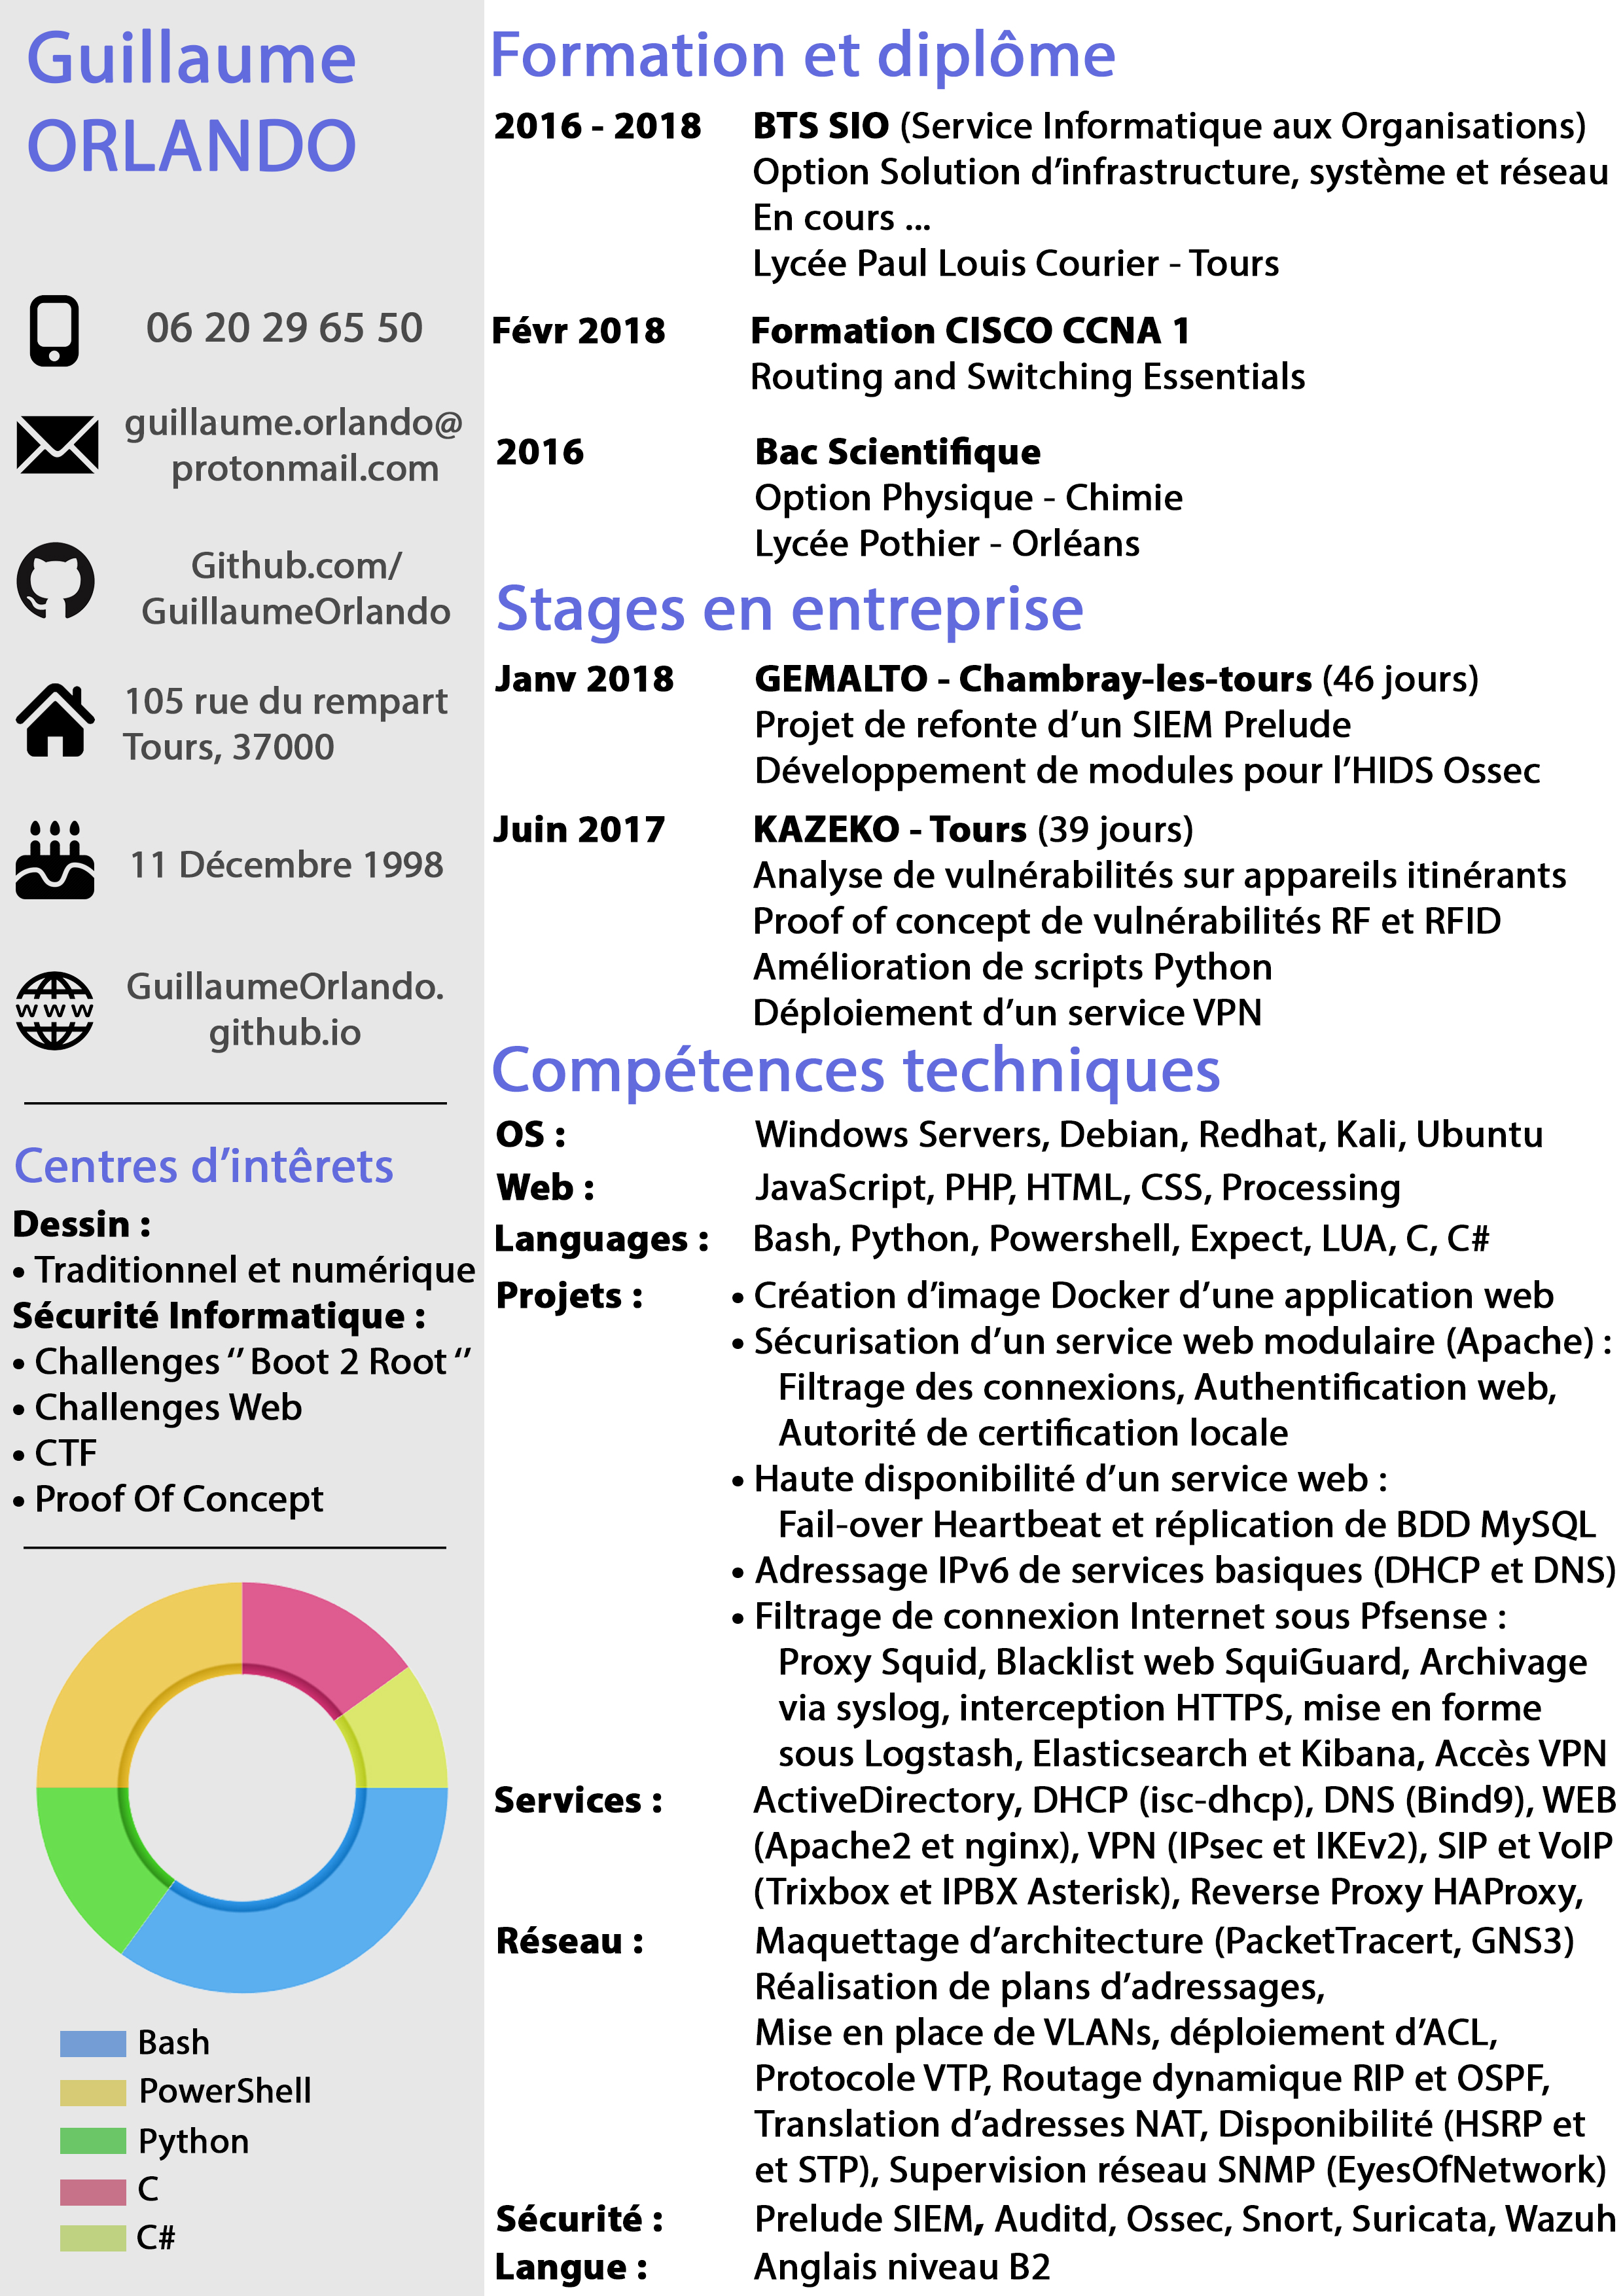 Guillaume
ORLANDO
06 20 29 65 50
guillaume.orlando@
protonmail.com
Github.com/
GuillaumeOrlando
105 rue du rempart
Tours, 37000
11 Décembre 1998
www
GuillaumeOrlando.
github.io
Centres d’intêrets
Dessin :
• Traditionnel et numérique
Sécurité Informatique :
• Challenges ‘’ Boot 2 Root ‘’
• Challenges Web
• CTF
• Proof Of Concept
Bash
PowerShell
Python
C
C#
Formation et diplôme
2016 - 2018 BTS SIO (Service Informatique aux Organisations)
Option Solution d’infrastructure, système et réseau
En cours ...
Lycée Paul Louis Courier - Tours
Févr 2018 Formation CISCO CCNA 1
Routing and Switching Essentials
2016 Bac Scientifique
Option Physique - Chimie
Lycée Pothier - Orléans
Stages en entreprise
Janv 2018 GEMALTO - Chambray-les-tours (46 jours)
Projet de refonte d’un SIEM Prelude
Développement de modules pour l’HIDS Ossec
Juin 2017 KAZEKO - Tours (39 jours)
Analyse de vulnérabilités sur appareils itinérants
Proof of concept de vulnérabilités RF et RFID
Amélioration de scripts Python
Déploiement d’un service VPN
Compétences techniques
OS : Windows Servers, Debian, Redhat, Kali, Ubuntu
Web : JavaScript, PHP, HTML, CSS, Processing
Languages : Bash, Python, Powershell, Expect, LUA, C, C#
Projets : • Création d’image Docker d’une application web
• Sécurisation d’un service web modulaire (Apache) :
Filtrage des connexions, Authentification web,
Autorité de certification locale
• Haute disponibilité d’un service web :
Fail-over Heartbeat et réplication de BDD MySQL
• Adressage IPv6 de services basiques (DHCP et DNS)
• Filtrage de connexion Internet sous Pfsense :
Proxy Squid, Blacklist web SquiGuard, Archivage
via syslog, interception HTTPS, mise en forme
sous Logstash, Elasticsearch et Kibana, Accès VPN
Services : ActiveDirectory, DHCP (isc-dhcp), DNS (Bind9), WEB
(Apache2 et nginx), VPN (IPsec et IKEv2), SIP et VoIP
(Trixbox et IPBX Asterisk), Reverse Proxy HAProxy,
Réseau : Maquettage d’architecture (PacketTracert, GNS3)
Réalisation de plans d’adressages,
Mise en place de VLANs, déploiement d’ACL,
Protocole VTP, Routage dynamique RIP et OSPF,
Translation d’adresses NAT, Disponibilité (HSRP et
et STP), Supervision réseau SNMP (EyesOfNetwork)
Sécurité : Prelude SIEM, Auditd, Ossec, Snort, Suricata, Wazuh
Langue : Anglais niveau B2